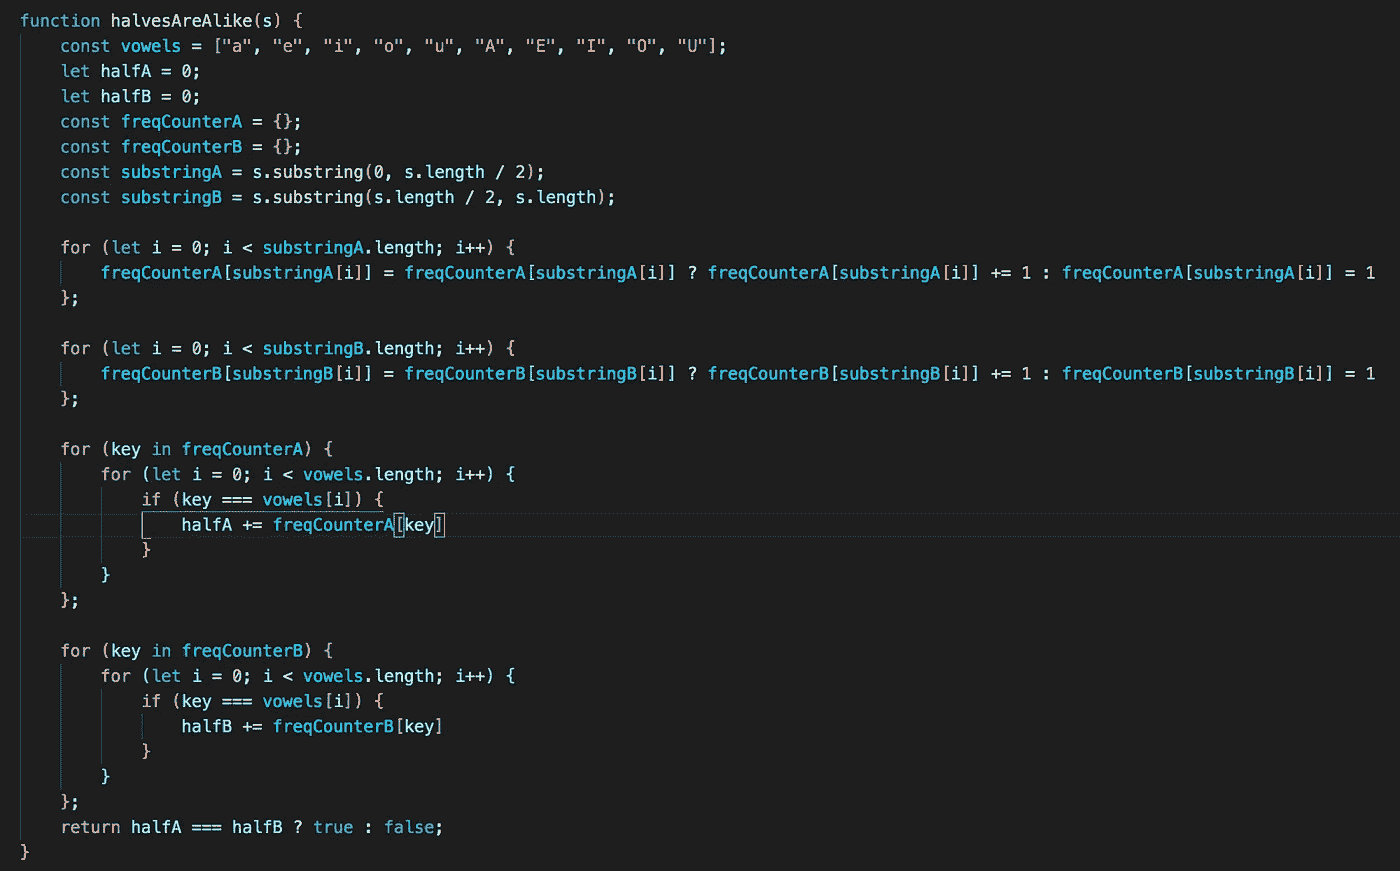 function halvesAreAlike(s) {
    const vowels = ["a", "e", "i", "o", "u", "A", "E", "I", "O", "U"];
    let halfA = 0;
    let halfB = 0;
    const freqCounterA = {};
    const freqCounterB = {};
    const substringA = s.substring(0, s.length / 2);
    const substringB = s.substring(s.length / 2, s.length);

    for (let i = 0; i < substringA.length; i++) {
        freqCounterA[substringA[i]] = freqCounterA[substringA[i]] ? freqCounterA[substringA[i]] += 1 : freqCounterA[substringA[i]] = 1
    };

    for (let i = 0; i < substringB.length; i++) {
        freqCounterB[substringB[i]] = freqCounterB[substringB[i]] ? freqCounterB[substringB[i]] += 1 : freqCounterB[substringB[i]] = 1
    };

    for (key in freqCounterA) {
        for (let i = 0; i < vowels.length; i++) {
            if (key === vowels[i]) {
                halfA += freqCounterA[key]
            }
        }
    };

    for (key in freqCounterB) {
        for (let i = 0; i < vowels.length; i++) {
            if (key === vowels[i]) {
                halfB += freqCounterB[key]
            }
        }
    };
    return halfA === halfB ? true : false;
}